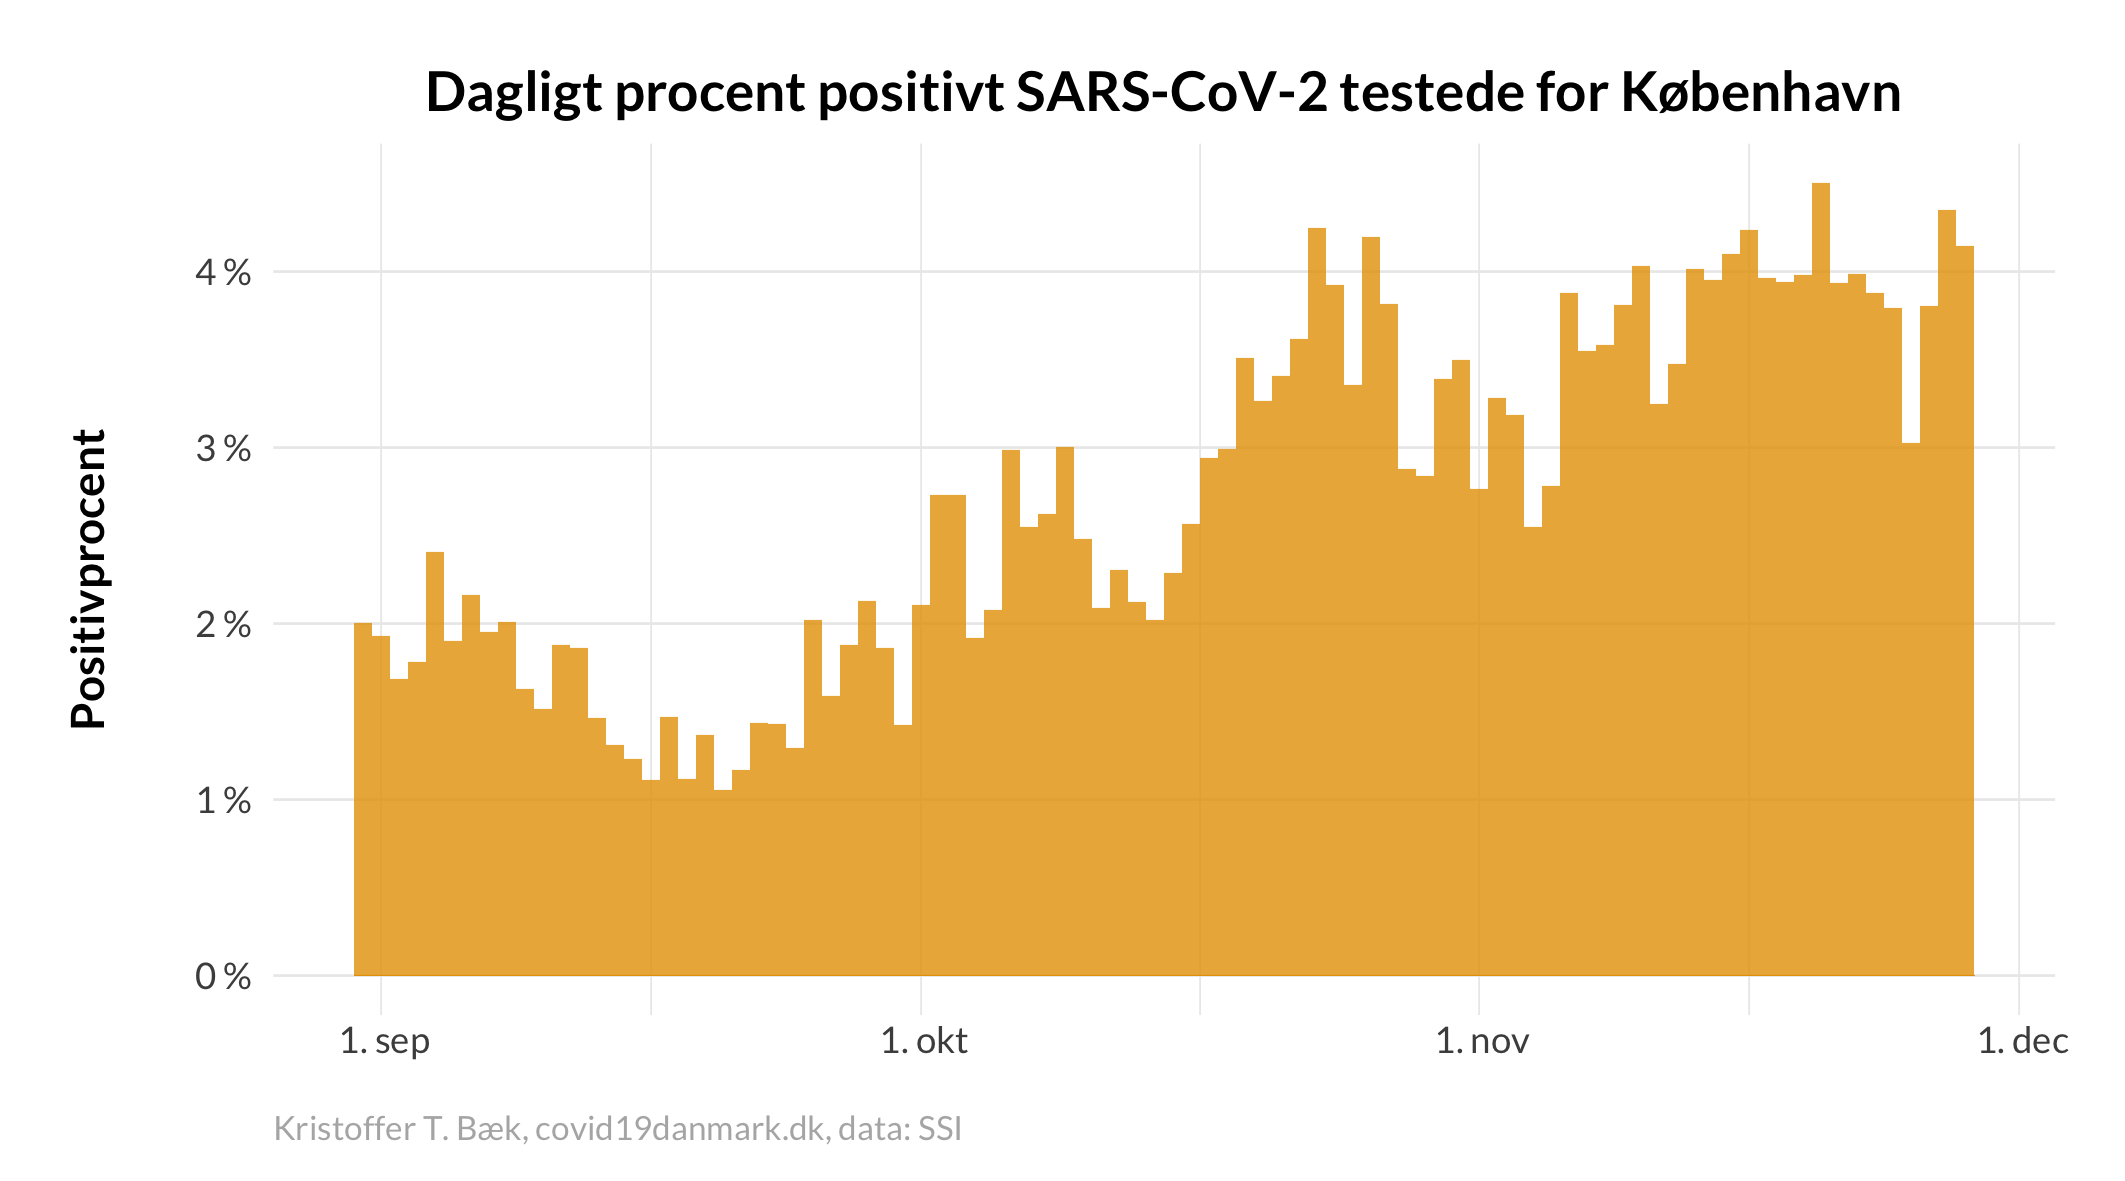 Dagligt procent positivt SARS-CoV-2 testede for København
Positivprocent
4 %
3 %
2 %
1 %
0 %
1. sep
1. okt
1. nov
1. dec
Kristoffer T. Bæk, covid19danmark.dk, data: SSI